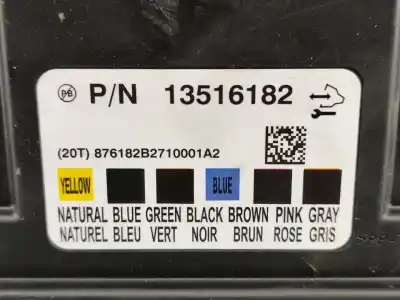 P/N 13516182
(20T) 876182B2710001A2
YELLOW BLUE
NATURAL BLUE GREEN BLACK BROWN PINK GRAY
NATUREL BLEU VERT NOIR BRUN ROSE GRIS